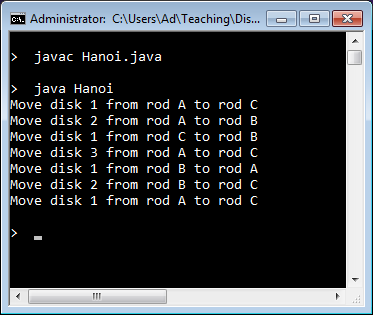 Administrator: C:\Users\Ad\Teaching\Dis...
> javac Hanoi.java
> java Hanoi
Move disk 1 from rod A to rod C
Move disk 2 from rod A to rod B
Move disk 1 from rod C to rod B
Move disk 3 from rod A to rod C
Move disk 1 from rod B to rod A
Move disk 2 from rod B to rod C
Move disk 1 from rod A to rod C
> _